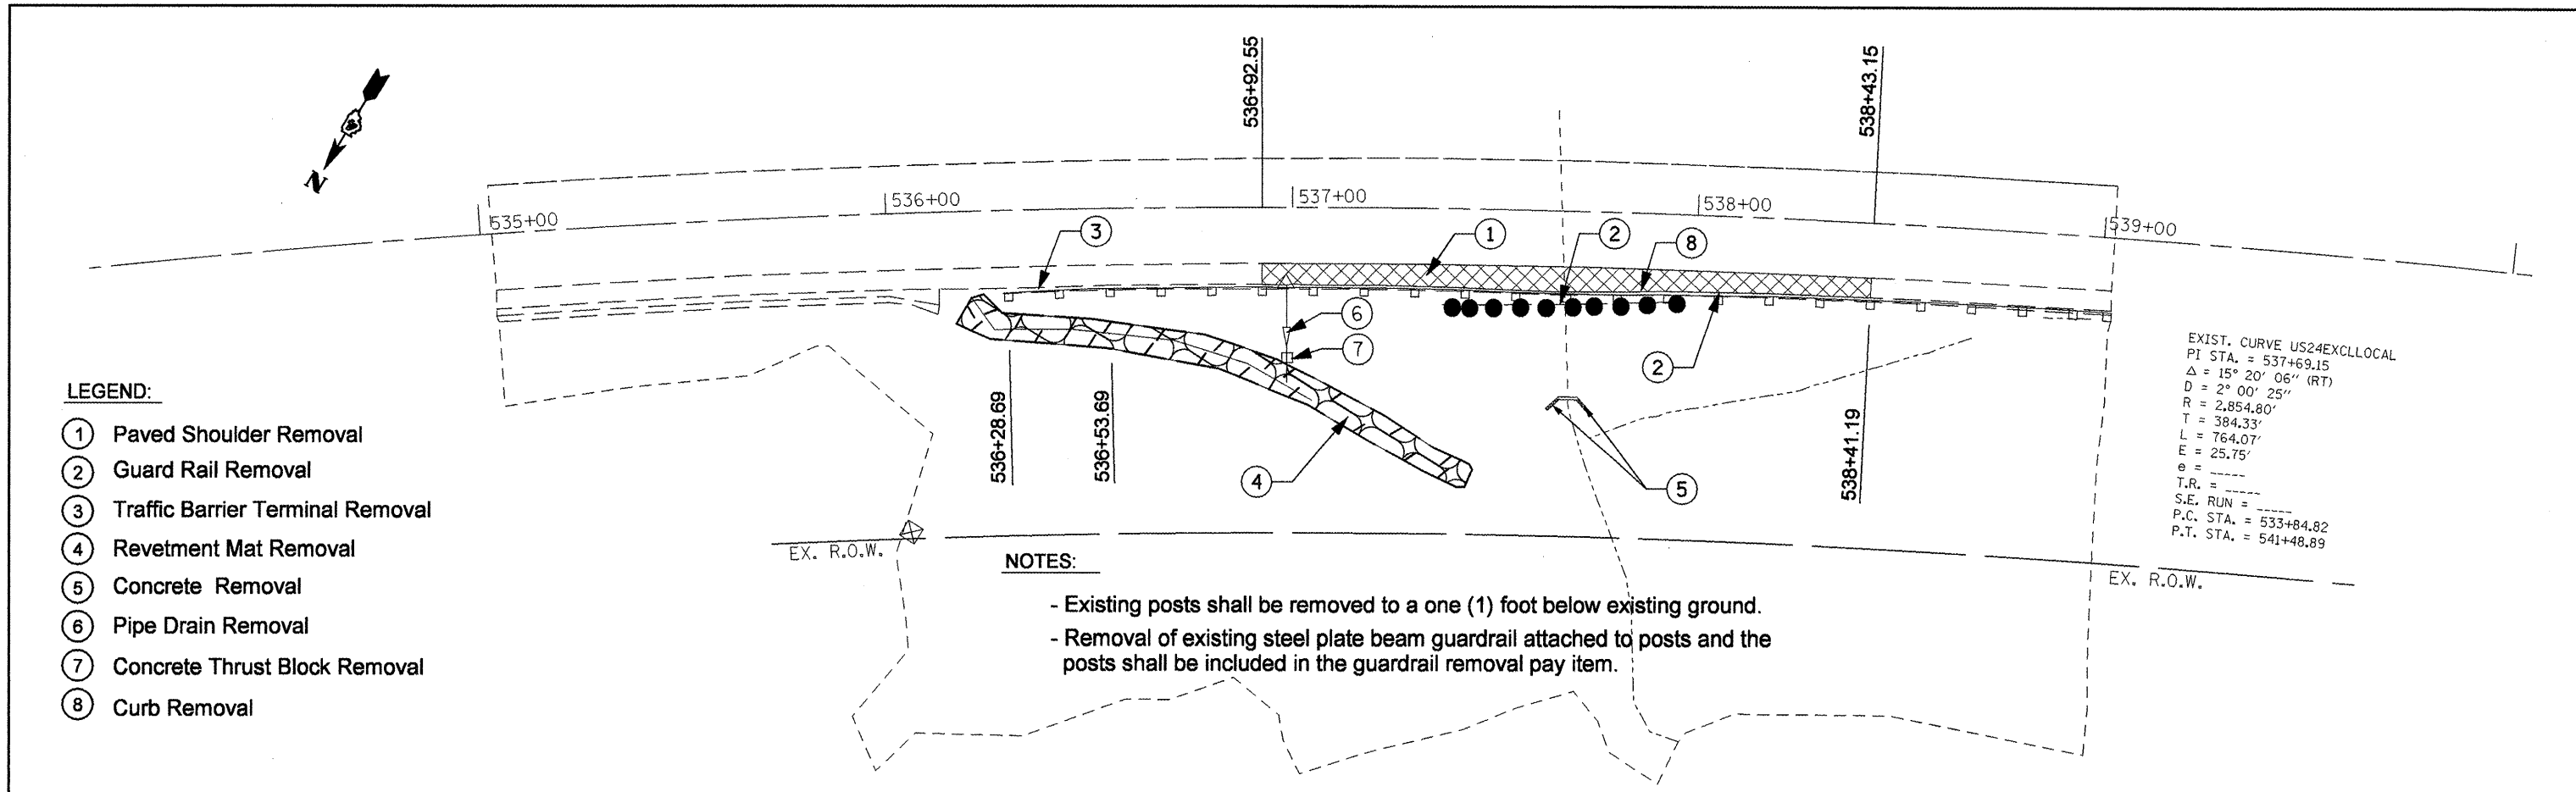 536+92.55
538+43.15
N
535+00
536+00
537+00
538+00
539+00
3
1
2
8
6
7
2
4
5
536+28.69
536+53.69
538+41.19
EXIST. CURVE US24EXCLLOCAL
PI STA. = 537+69.15
Δ = 15° 20' 06" (RT)
D = 2° 00' 25"
R = 2,854.80'
T = 384.33'
L = 764.07'
E = 25.75'
e = _____
T.R. = _____
S.E. RUN = _____
P.C. STA. = 533+84.82
P.T. STA. = 541+48.89
LEGEND:
1 Paved Shoulder Removal
2 Guard Rail Removal
3 Traffic Barrier Terminal Removal
4 Revetment Mat Removal
5 Concrete Removal
6 Pipe Drain Removal
7 Concrete Thrust Block Removal
8 Curb Removal
EX. R.O.W.
EX. R.O.W.
NOTES:
- Existing posts shall be removed to a one (1) foot below existing ground.
- Removal of existing steel plate beam guardrail attached to posts and the
posts shall be included in the guardrail removal pay item.